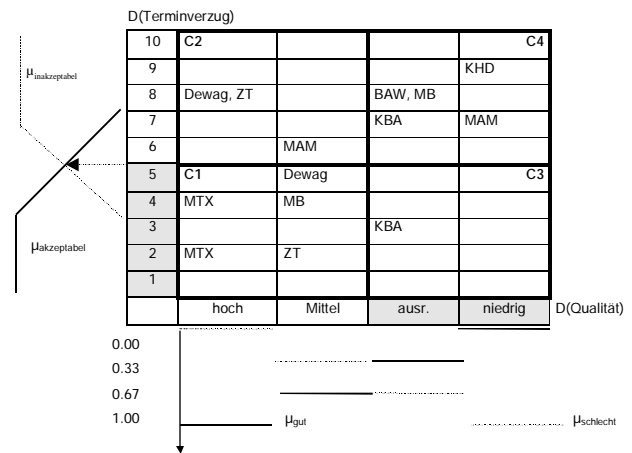 D(Terminverzug)
10 C2 C4
μinakzeptabel
9 KHD
8 Dewag, ZT BAW, MB
7 KBA MAM
6 MAM
5 C1 Dewag C3
4 MTX MB
3 KBA
μakzeptabel
2 MTX ZT
1
hoch Mittel ausr. niedrig D(Qualität)
0.00
0.33
0.67
1.00 μgut μschlecht